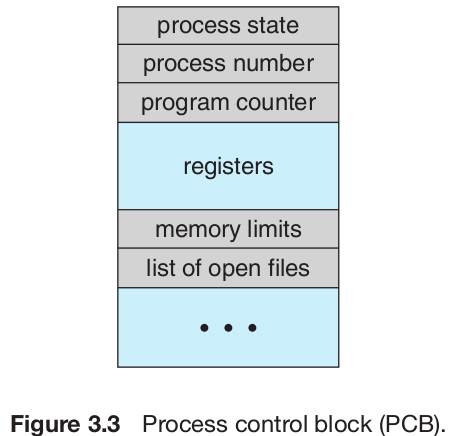 process state
process number
program counter
registers
memory limits
list of open files
• • •
Figure 3.3 Process control block (PCB).